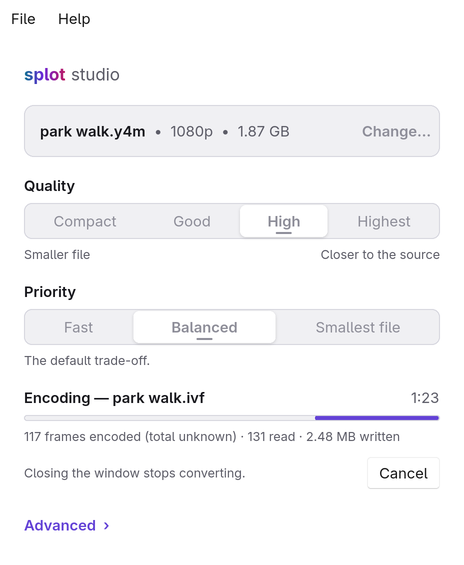 File Help
splot studio
park walk.y4m • 1080p • 1.87 GB Change...
Quality
Compact Good High Highest
Smaller file Closer to the source
Priority
Fast Balanced Smallest file
The default trade-off.
Encoding — park walk.ivf 1:23
117 frames encoded (total unknown) · 131 read · 2.48 MB written
Closing the window stops converting. Cancel
Advanced ›